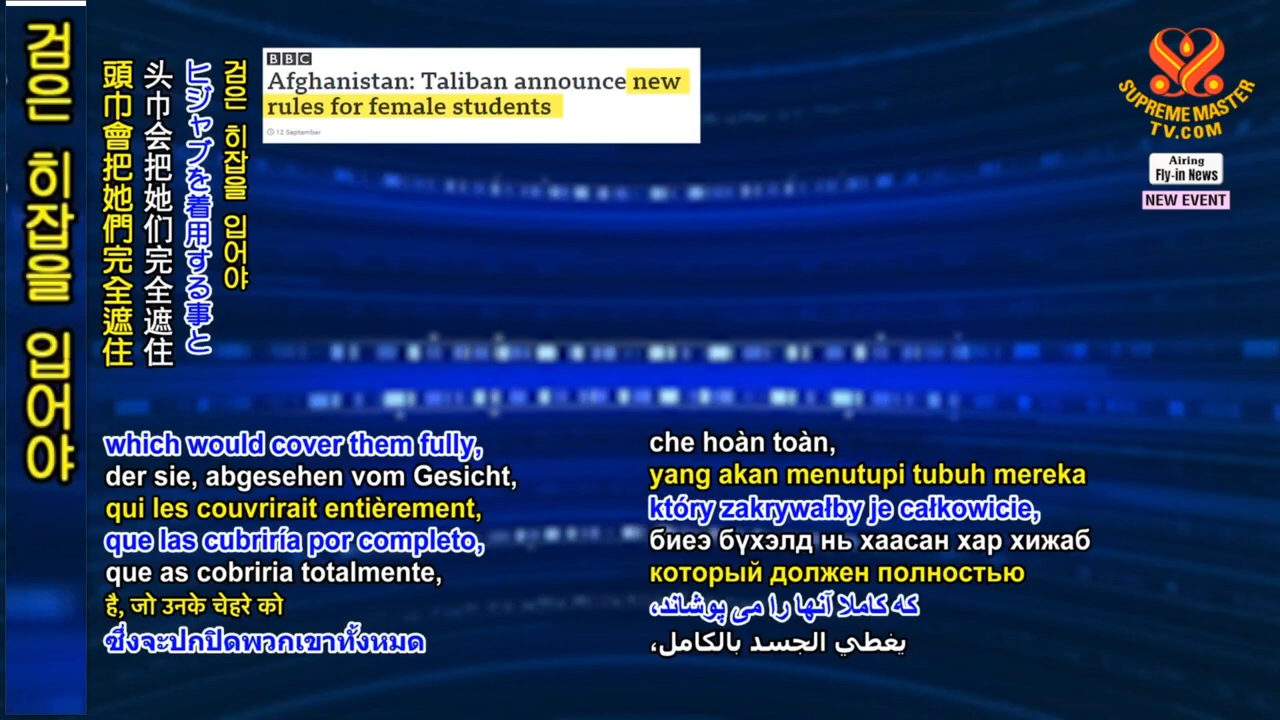 검은 히잡을 입어야
頭巾會把她們完全遮住
头巾会把她们完全遮住
ヒジャブを着用する事と
검은 히잡을 입어야
BBC
Afghanistan: Taliban announce new
rules for female students
12 September
SUPREME MASTER
TV.COM
Airing
Fly-in News
NEW EVENT
which would cover them fully,
der sie, abgesehen vom Gesicht,
qui les couvrirait entièrement,
que las cubriría por completo,
que as cobriria totalmente,
है, जो उनके चेहरे को
ซึ่งจะปกปิดพวกเขาทั้งหมด
che hoàn toàn,
yang akan menutupi tubuh mereka
który zakrywałby je całkowicie,
биеэ бүхэлд нь хаасан хар хижаб
который должен полностью
که کاملا آنها را می پوشاند،
يغطي الجسد بالكامل،